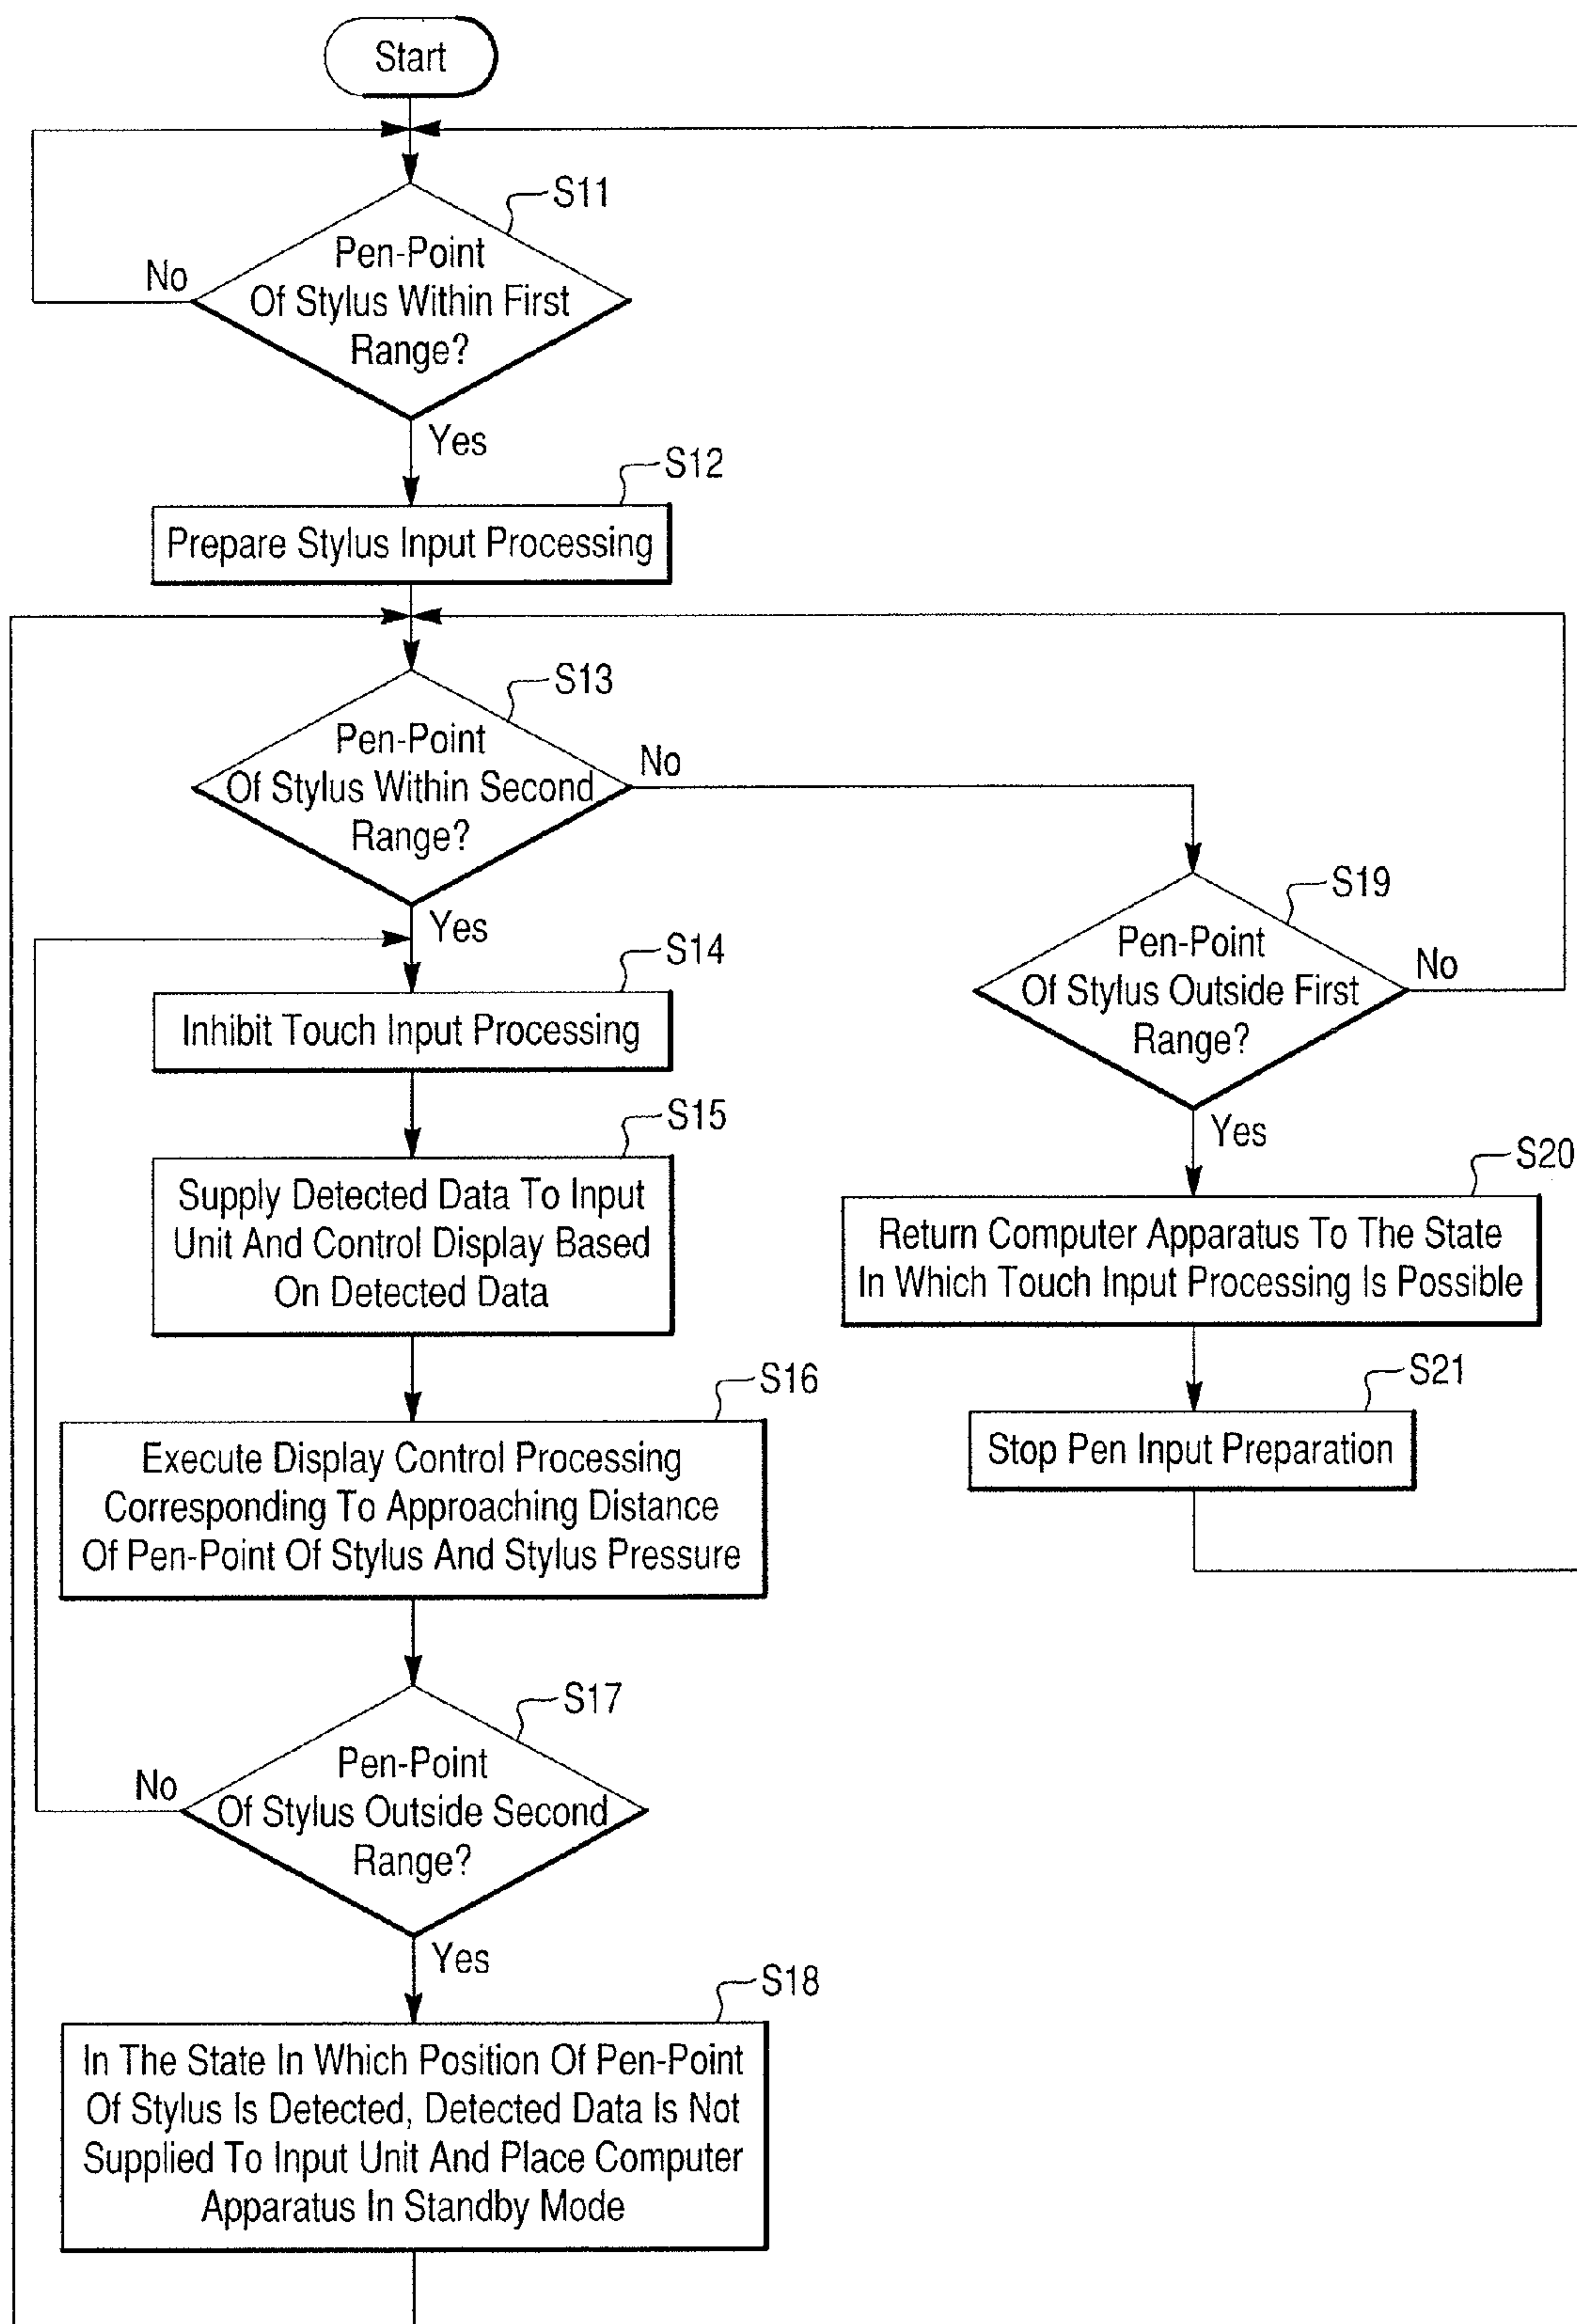 Start
S11
Pen-Point
Of Stylus Within First
Range?
No
Yes
S12
Prepare Stylus Input Processing
S13
Pen-Point
Of Stylus Within Second
Range?
No
Yes
S14
Inhibit Touch Input Processing
S15
Supply Detected Data To Input
Unit And Control Display Based
On Detected Data
S16
Execute Display Control Processing
Corresponding To Approaching Distance
Of Pen-Point Of Stylus And Stylus Pressure
S17
Pen-Point
Of Stylus Outside Second
Range?
No
Yes
S18
In The State In Which Position Of Pen-Point
Of Stylus Is Detected, Detected Data Is Not
Supplied To Input Unit And Place Computer
Apparatus In Standby Mode
S19
Pen-Point
Of Stylus Outside First
Range?
No
Yes
S20
Return Computer Apparatus To The State
In Which Touch Input Processing Is Possible
S21
Stop Pen Input Preparation